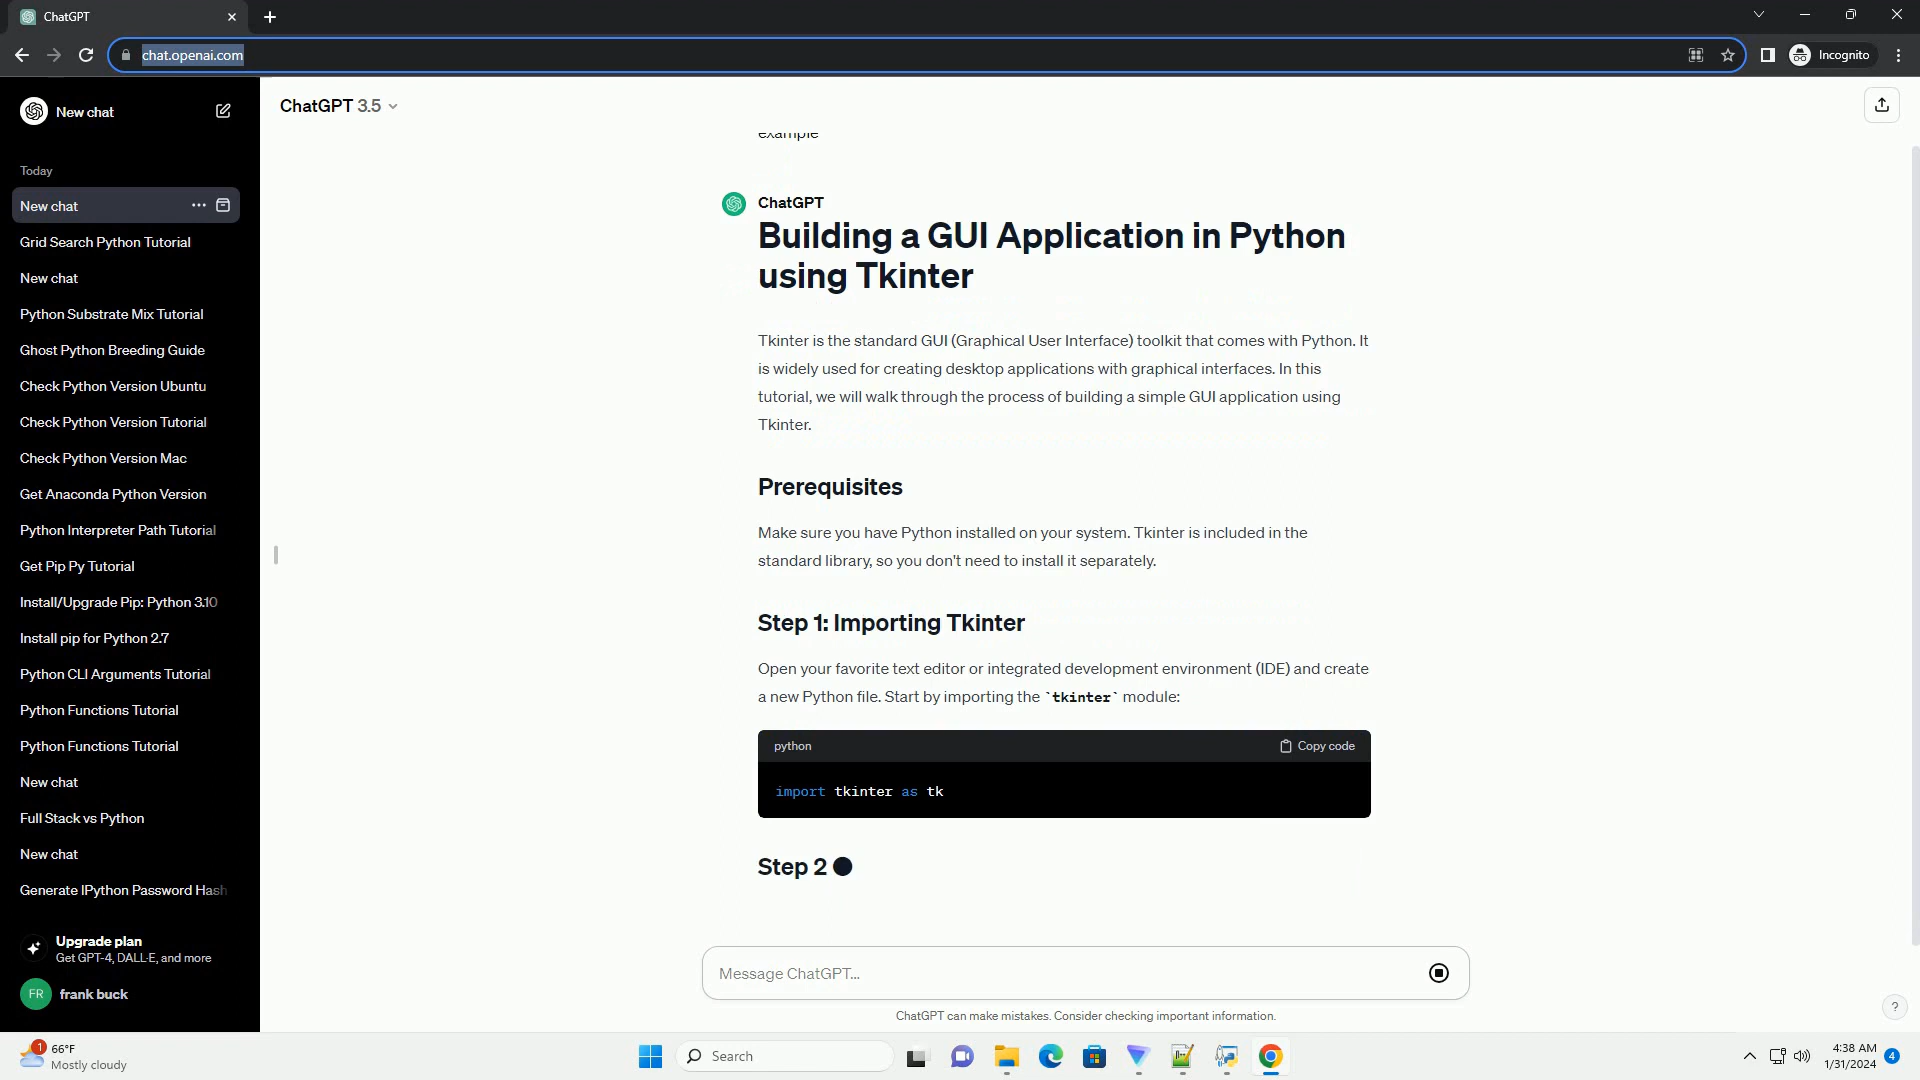 ChatGPT
chat.openai.com
Incognito
New chat
Today
New chat
Grid Search Python Tutorial
New chat
Python Substrate Mix Tutorial
Ghost Python Breeding Guide
Check Python Version Ubuntu
Check Python Version Tutorial
Check Python Version Mac
Get Anaconda Python Version
Python Interpreter Path Tutorial
Get Pip Py Tutorial
Install/Upgrade Pip: Python 3.10
Install pip for Python 2.7
Python CLI Arguments Tutorial
Python Functions Tutorial
Python Functions Tutorial
New chat
Full Stack vs Python
New chat
Generate IPython Password Hash
Upgrade plan
Get GPT-4, DALL·E, and more
FR
frank buck
ChatGPT 3.5
example
ChatGPT
Building a GUI Application in Python
using Tkinter
Tkinter is the standard GUI (Graphical User Interface) toolkit that comes with Python. It
is widely used for creating desktop applications with graphical interfaces. In this
tutorial, we will walk through the process of building a simple GUI application using
Tkinter.
Prerequisites
Make sure you have Python installed on your system. Tkinter is included in the
standard library, so you don't need to install it separately.
Step 1: Importing Tkinter
Open your favorite text editor or integrated development environment (IDE) and create
a new Python file. Start by importing the `tkinter` module:
python
Copy code
import tkinter as tk
Step 2
Message ChatGPT...
ChatGPT can make mistakes. Consider checking important information.
?
1
66°F
Mostly cloudy
Search
4:38 AM
1/31/2024
4